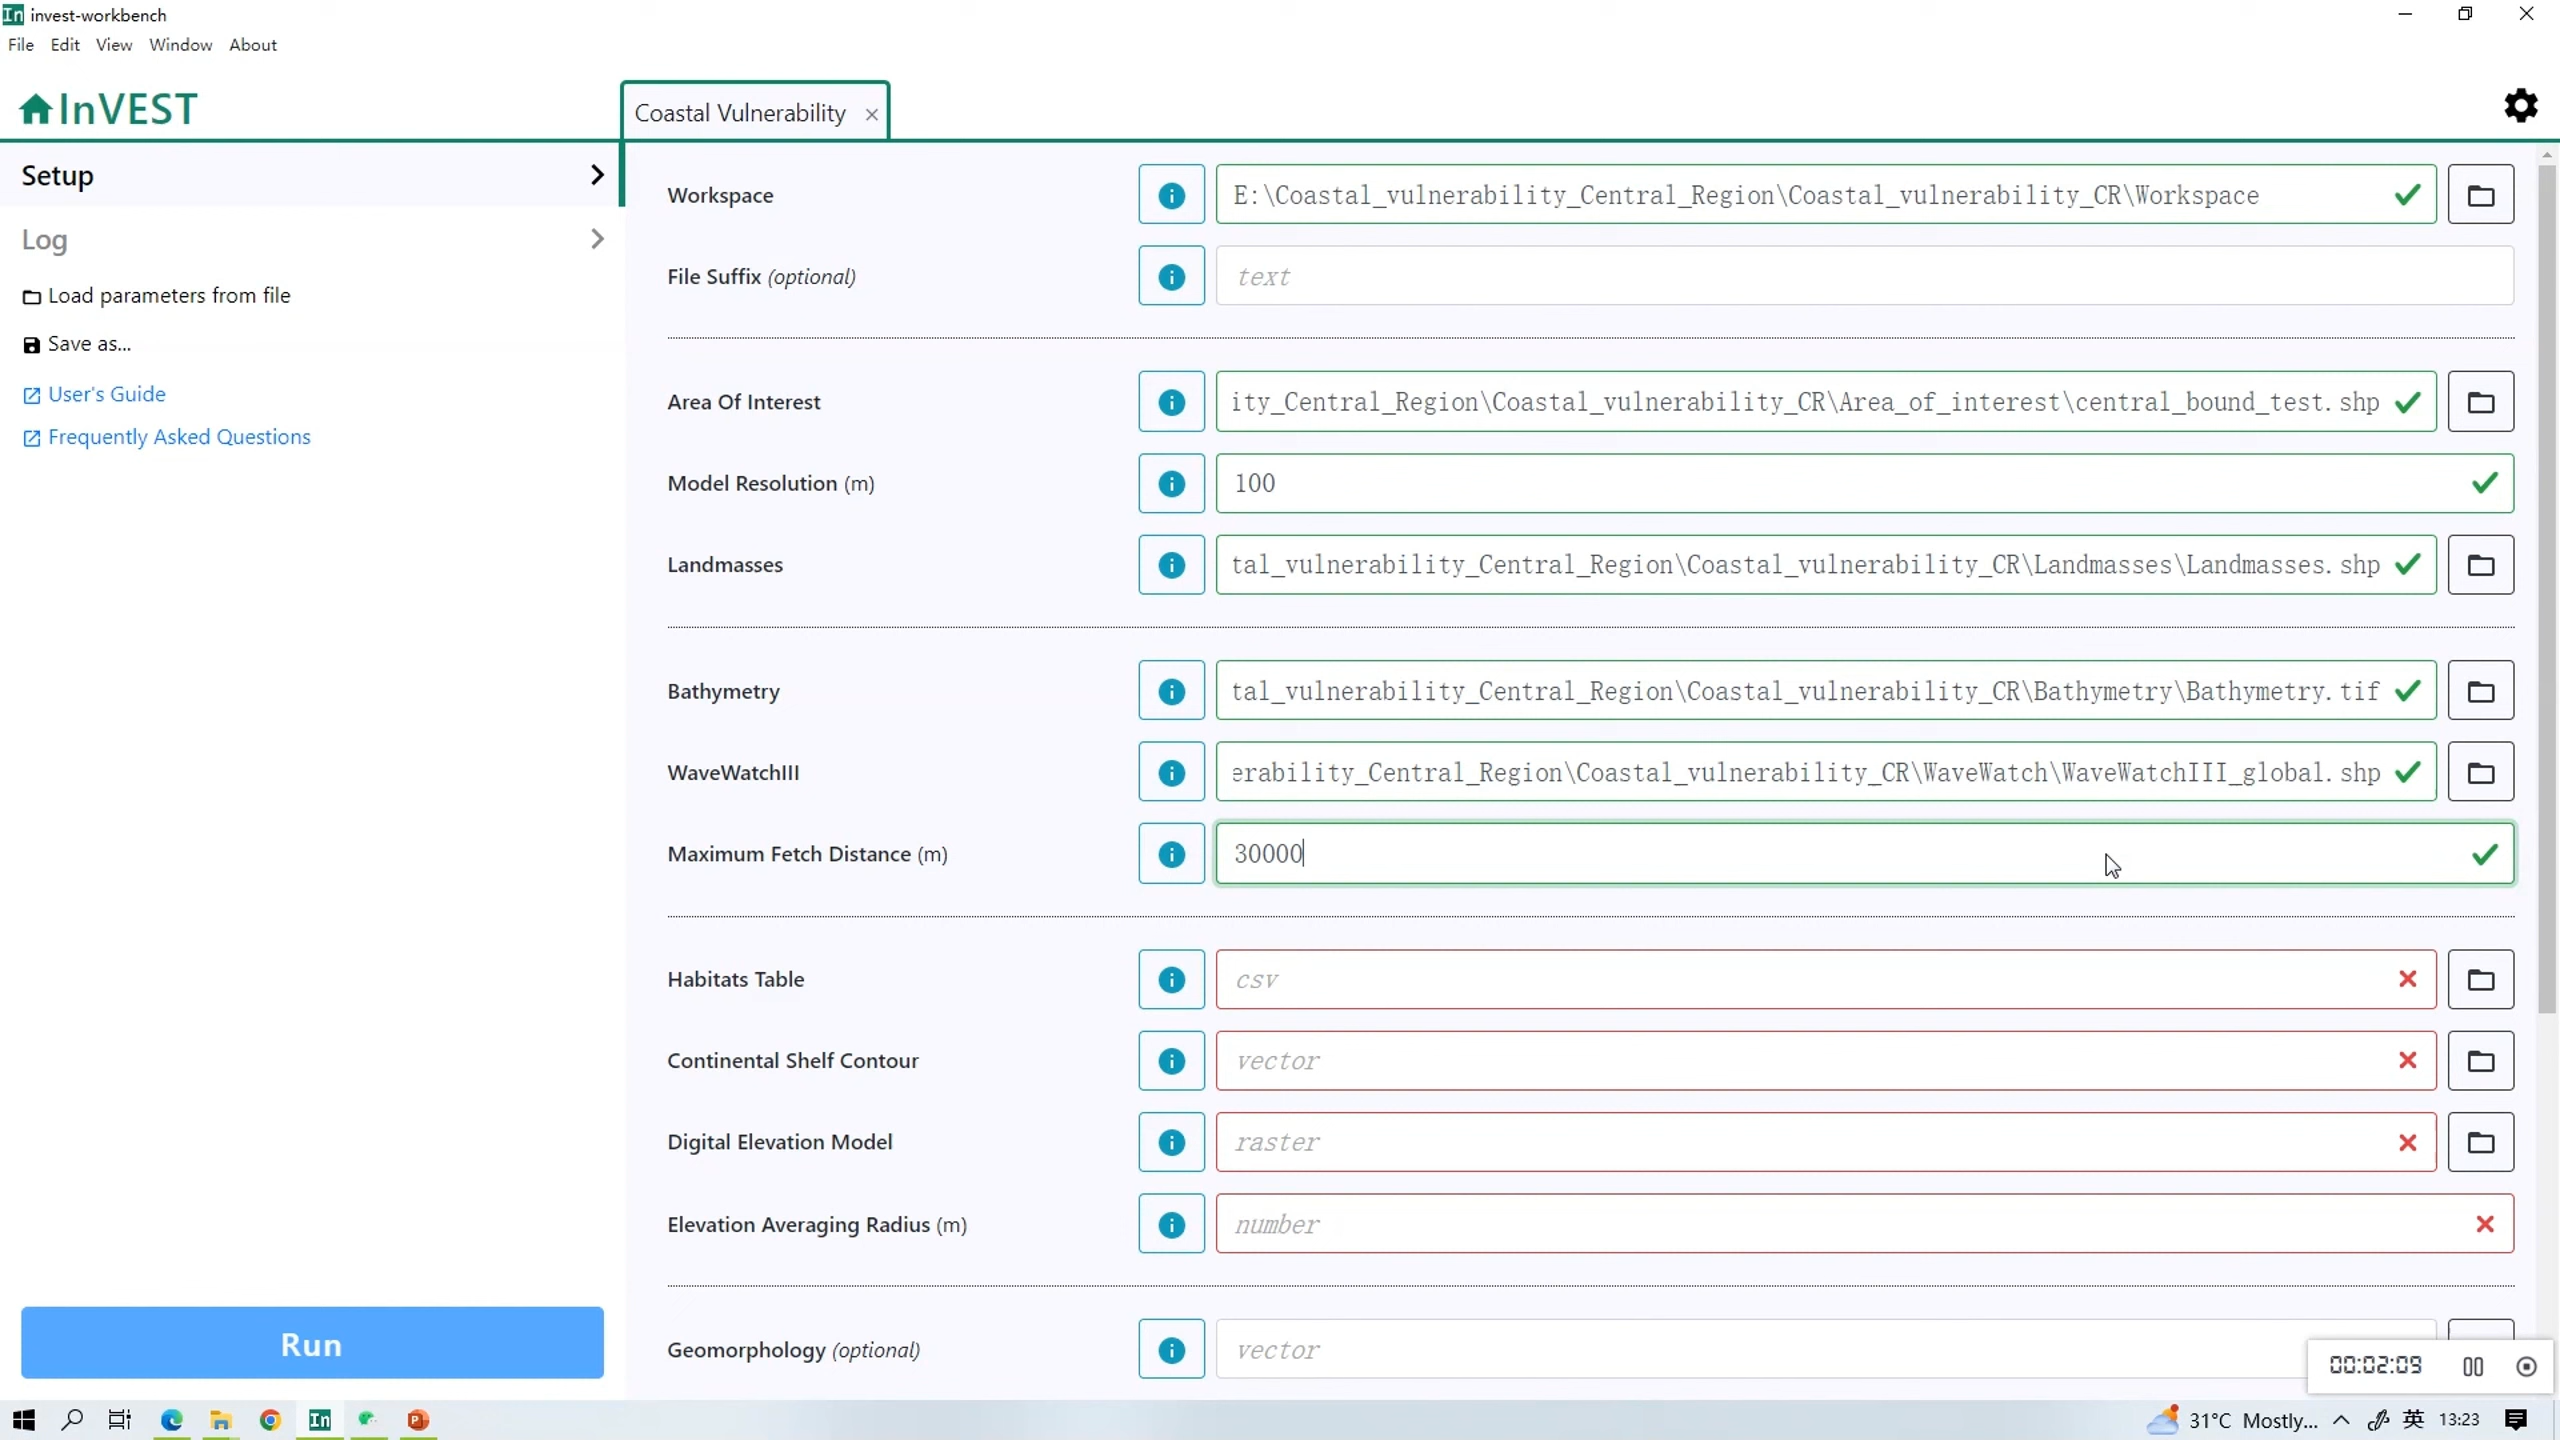 In invest-workbench
File Edit View Window About
InVEST
Coastal Vulnerability ×
Setup
Log
Load parameters from file
Save as...
User's Guide
Frequently Asked Questions
Run
Workspace
E:\Coastal_vulnerability_Central_Region\Coastal_vulnerability_CR\Workspace
File Suffix (optional)
text
Area Of Interest
ity_Central_Region\Coastal_vulnerability_CR\Area_of_interest\central_bound_test.shp
Model Resolution (m)
100
Landmasses
tal_vulnerability_Central_Region\Coastal_vulnerability_CR\Landmasses\Landmasses.shp
Bathymetry
tal_vulnerability_Central_Region\Coastal_vulnerability_CR\Bathymetry\Bathymetry.tif
WaveWatchIII
erability_Central_Region\Coastal_vulnerability_CR\WaveWatch\WaveWatchIII_global.shp
Maximum Fetch Distance (m)
30000
Habitats Table
csv
Continental Shelf Contour
vector
Digital Elevation Model
raster
Elevation Averaging Radius (m)
number
Geomorphology (optional)
vector
00:02:09
In
31°C Mostly... 英 13:23